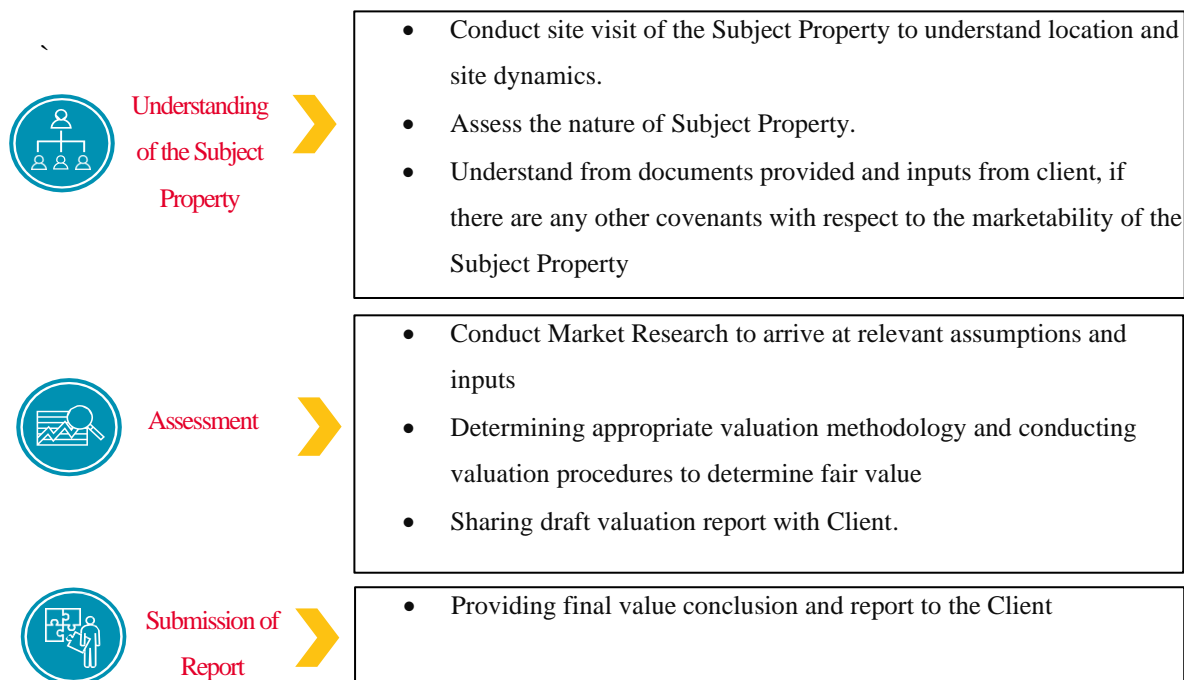 `
Understanding
of the Subject
Property
• Conduct site visit of the Subject Property to understand location and
site dynamics.
• Assess the nature of Subject Property.
• Understand from documents provided and inputs from client, if
there are any other covenants with respect to the marketability of the
Subject Property
Assessment
• Conduct Market Research to arrive at relevant assumptions and
inputs
• Determining appropriate valuation methodology and conducting
valuation procedures to determine fair value
• Sharing draft valuation report with Client.
Submission of
Report
• Providing final value conclusion and report to the Client